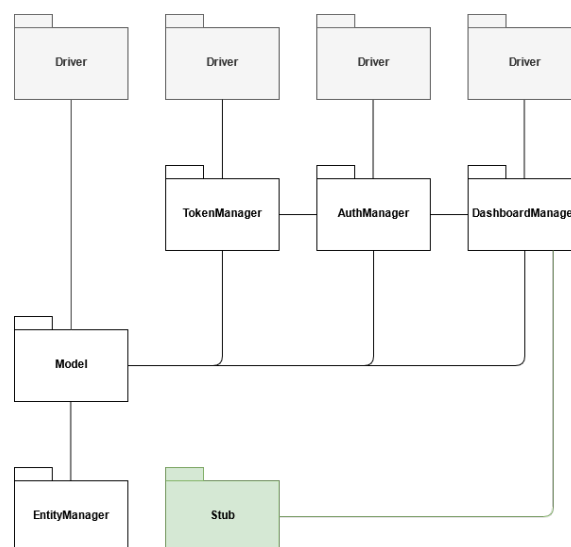 Driver
Driver
Driver
Driver
TokenManager
AuthManager
DashboardManage
Model
EntityManager
Stub